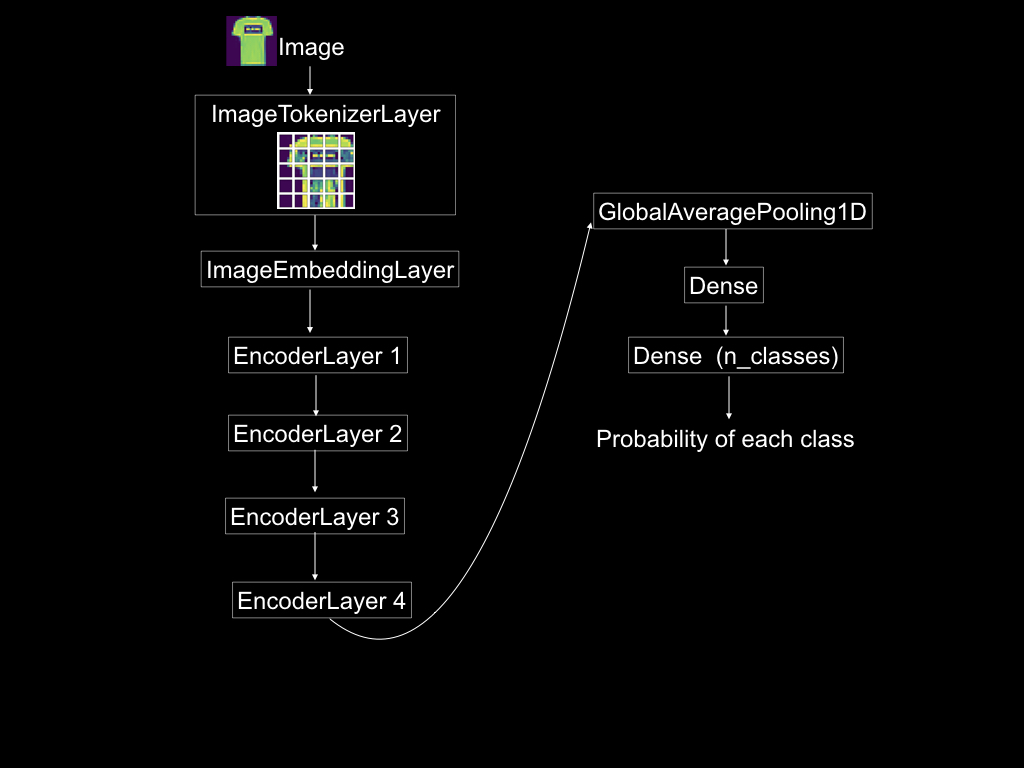 Image
ImageTokenizerLayer
ImageEmbeddingLayer
EncoderLayer 1
EncoderLayer 2
EncoderLayer 3
EncoderLayer 4
GlobalAveragePooling1D
Dense
Dense (n_classes)
Probability of each class